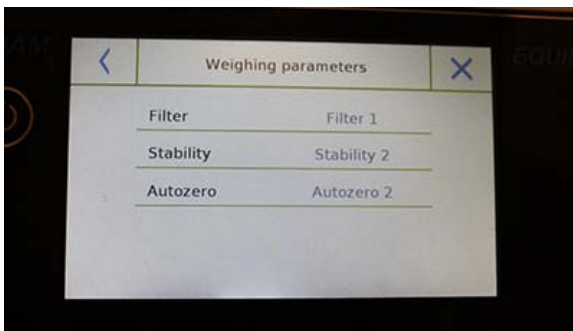 Weighing parameters
Filter Filter 1
Stability Stability 2
Autozero Autozero 2